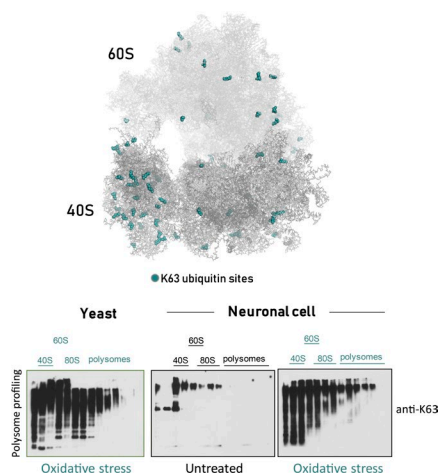 60S
40S
K63 ubiquitin sites
Yeast
Neuronal cell
60S
40S 80S polysomes
60S
40S 80S polysomes
60S
40S 80S polysomes
Polysome profiling
anti-K63
Oxidative stress
Untreated
Oxidative stress